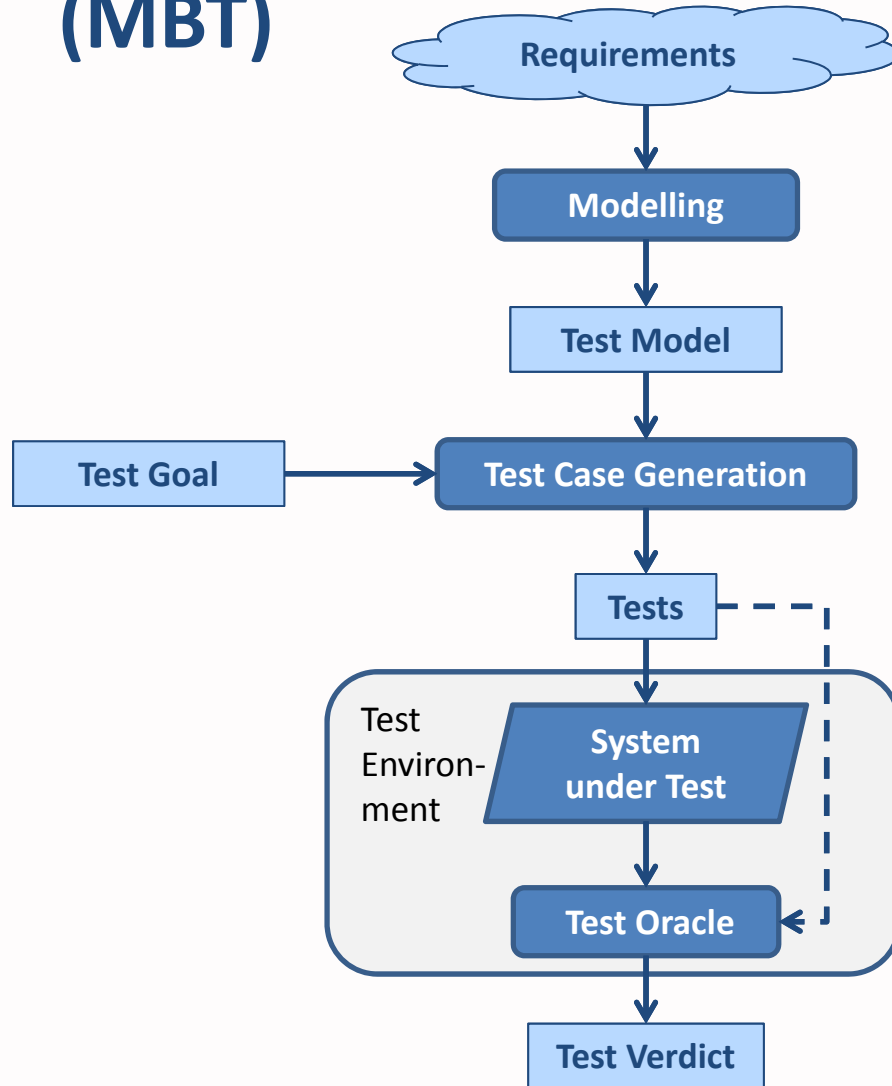 (MBT)
Requirements
Modelling
Test Model
Test Goal
Test Case Generation
Tests
Test
Environ-
ment
System
under Test
Test Oracle
Test Verdict